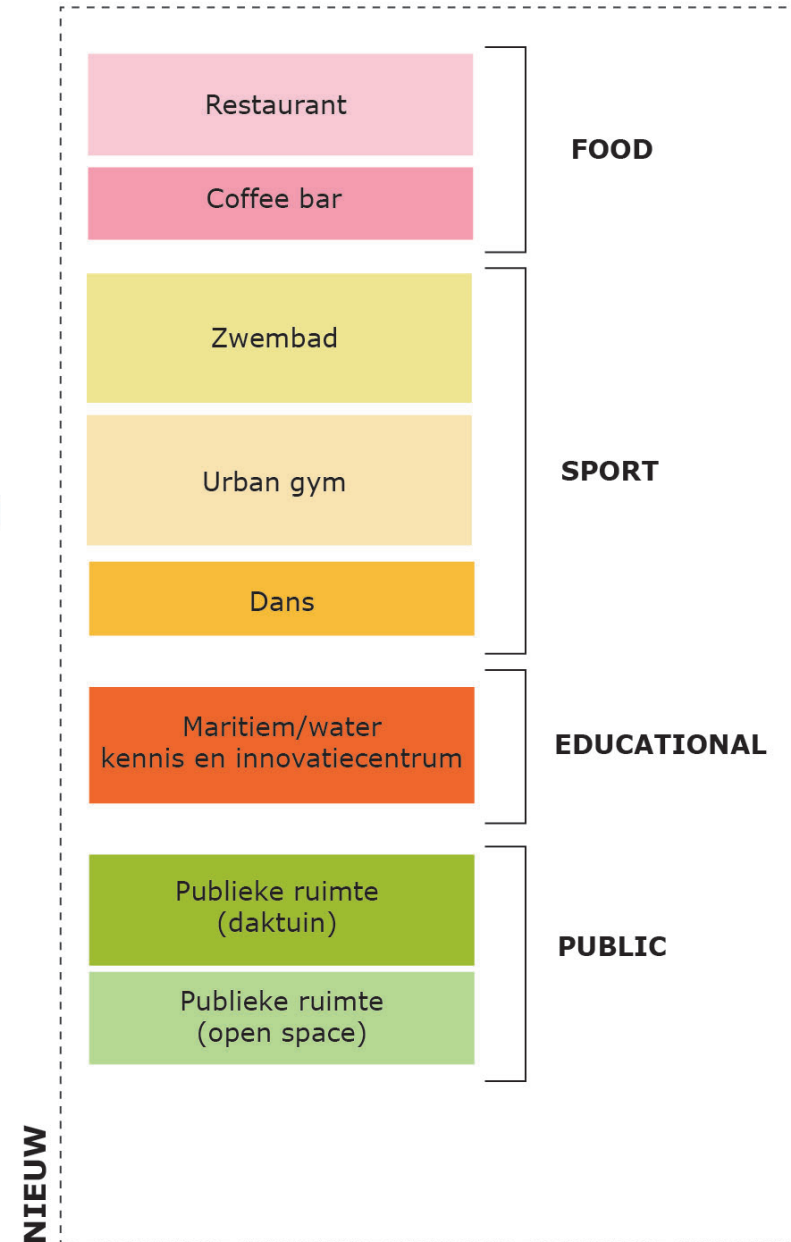 Restaurant
Coffee bar
FOOD
Zwembad
Urban gym
Dans
SPORT
Maritiem/water
kennis en innovatiecentrum
EDUCATIONAL
Publieke ruimte
(daktuin)
Publieke ruimte
(open space)
PUBLIC
NIEUW